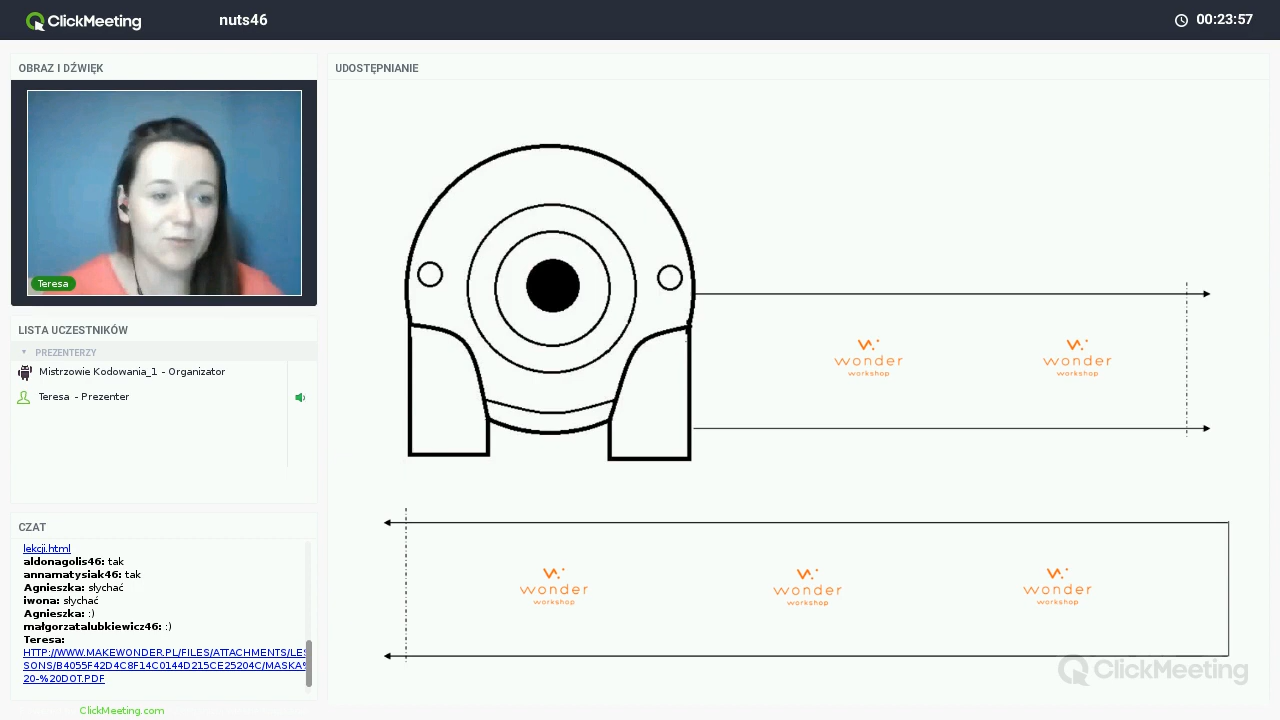 ClickMeeting
nuts46
00:23:57
OBRAZ I DŹWIĘK
Teresa
LISTA UCZESTNIKÓW
PREZENTERZY
Mistrzowie Kodowania_1 - Organizator
Teresa - Prezenter
CZAT
lekcji.html
aldonagolis46: tak
annamatysiak46: tak
Agnieszka: słychać
iwona: słychać
Agnieszka: :)
małgorzatalubkiewicz46: :)
Teresa:
HTTP://WWW.MAKEWONDER.PL/FILES/ATTACHMENTS/LES
SONS/B4055F42D4C8F14C0144D215CE25204C/MASKA%
20-%20DOT.PDF
ClickMeeting.com
UDOSTĘPNIANIE
wonder
workshop
wonder
workshop
wonder
workshop
wonder
workshop
wonder
workshop
ClickMeeting